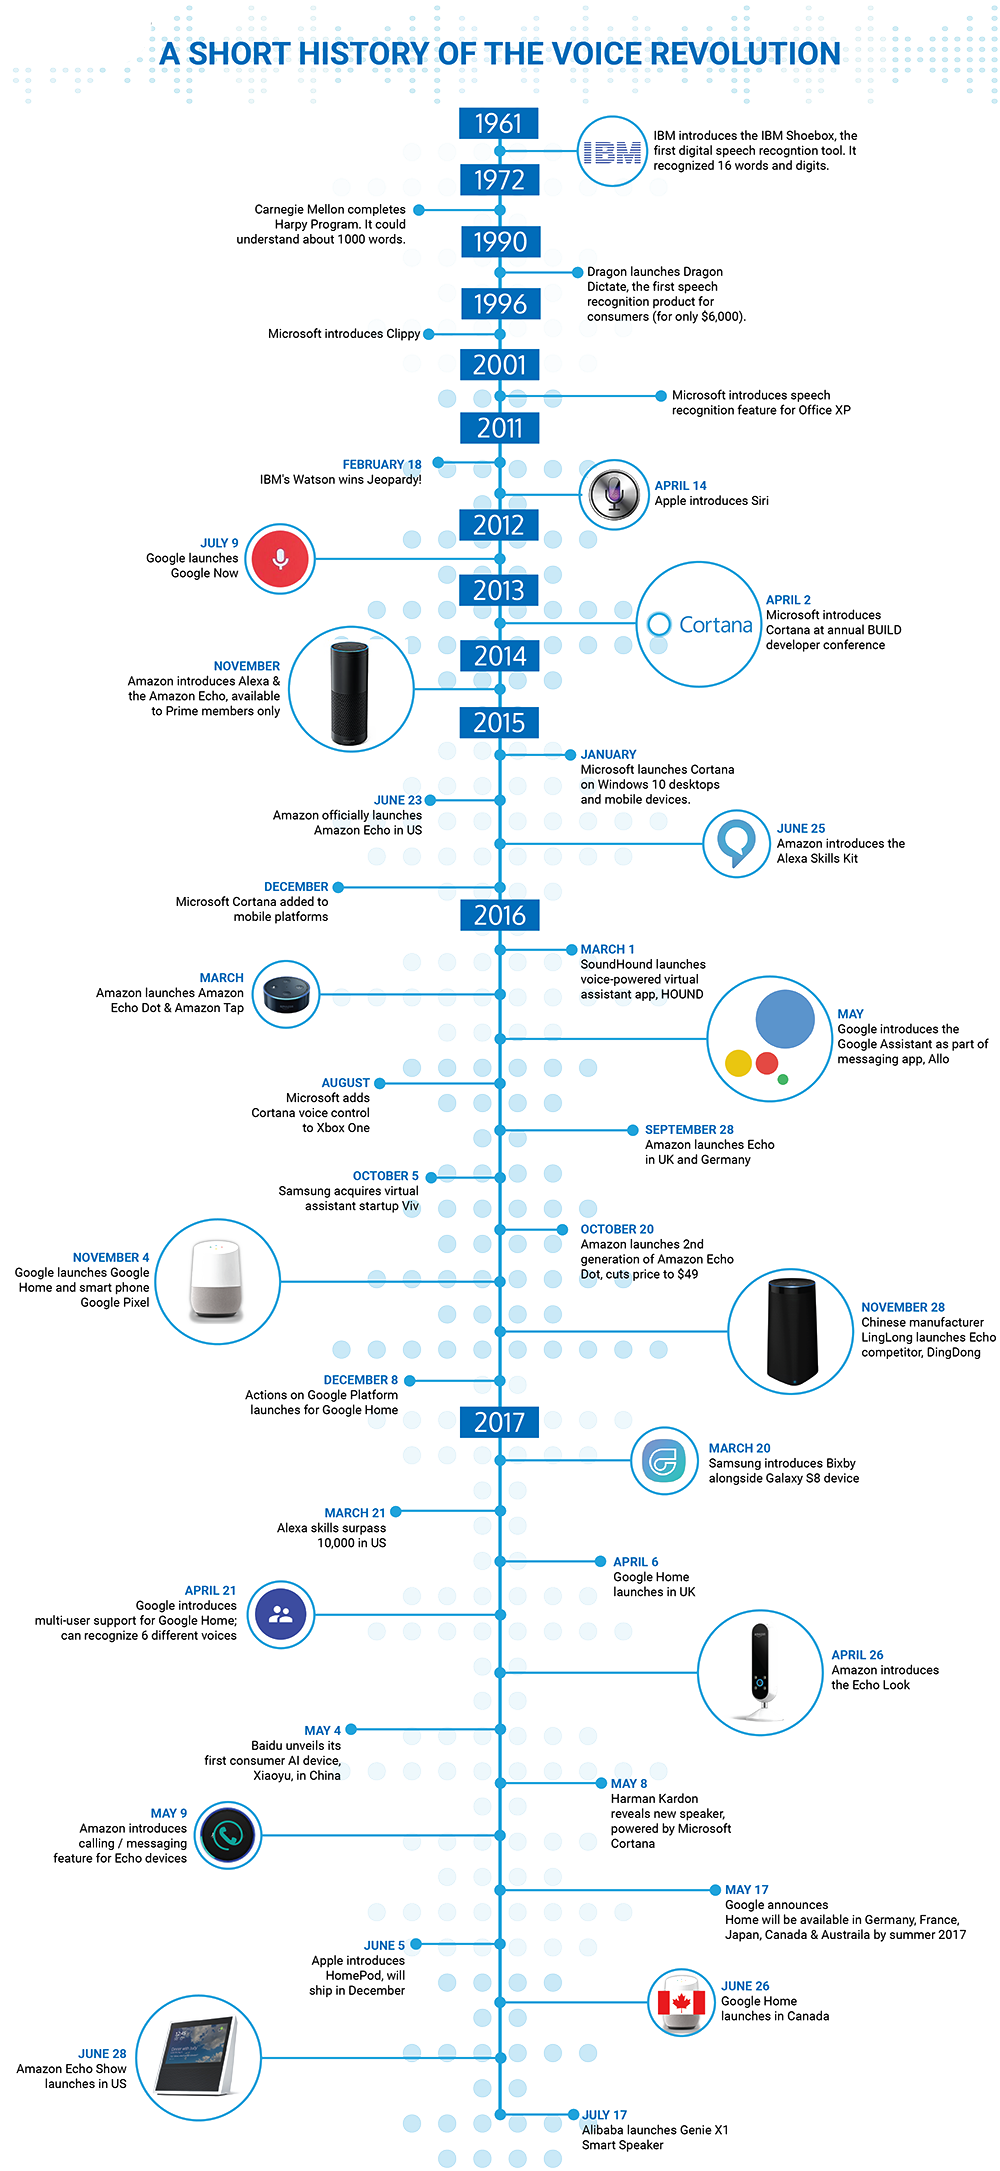 A SHORT HISTORY OF THE VOICE REVOLUTION
1961
IBM
IBM introduces the IBM Shoebox, the
first digital speech recogntion tool. It
recognized 16 words and digits.
1972
Carnegie Mellon completes
Harpy Program. It could
understand about 1000 words.
1990
Dragon launches Dragon
Dictate, the first speech
recognition product for
consumers (for only $6,000).
1996
Microsoft introduces Clippy
2001
Microsoft introduces speech
recognition feature for Office XP
2011
FEBRUARY 18
IBM's Watson wins Jeopardy!
APRIL 14
Apple introduces Siri
2012
JULY 9
Google launches
Google Now
2013
Cortana
APRIL 2
Microsoft introduces
Cortana at annual BUILD
developer conference
2014
NOVEMBER
Amazon introduces Alexa &
the Amazon Echo, available
to Prime members only
2015
JANUARY
Microsoft launches Cortana
on Windows 10 desktops
and mobile devices.
JUNE 23
Amazon officially launches
Amazon Echo in US
JUNE 25
Amazon introduces the
Alexa Skills Kit
DECEMBER
Microsoft Cortana added to
mobile platforms
2016
MARCH 1
SoundHound launches
voice-powered virtual
assistant app, HOUND
MARCH
Amazon launches Amazon
Echo Dot & Amazon Tap
MAY
Google introduces the
Google Assistant as part of
messaging app, Allo
AUGUST
Microsoft adds
Cortana voice control
to Xbox One
SEPTEMBER 28
Amazon launches Echo
in UK and Germany
OCTOBER 5
Samsung acquires virtual
assistant startup Viv
OCTOBER 20
Amazon launches 2nd
generation of Amazon Echo
Dot, cuts price to $49
NOVEMBER 4
Google launches Google
Home and smart phone
Google Pixel
NOVEMBER 28
Chinese manufacturer
LingLong launches Echo
competitor, DingDong
DECEMBER 8
Actions on Google Platform
launches for Google Home
2017
MARCH 20
Samsung introduces Bixby
alongside Galaxy S8 device
MARCH 21
Alexa skills surpass
10,000 in US
APRIL 6
Google Home
launches in UK
APRIL 21
Google introduces
multi-user support for Google Home;
can recognize 6 different voices
APRIL 26
Amazon introduces
the Echo Look
MAY 4
Baidu unveils its
first consumer AI device,
Xiaoyu, in China
MAY 8
Harman Kardon
reveals new speaker,
powered by Microsoft
Cortana
MAY 9
Amazon introduces
calling / messaging
feature for Echo devices
MAY 17
Google announces
Home will be available in Germany, France,
Japan, Canada & Austraila by summer 2017
JUNE 5
Apple introduces
HomePod, will
ship in December
JUNE 26
Google Home
launches in Canada
JUNE 28
Amazon Echo Show
launches in US
JULY 17
Alibaba launches Genie X1
Smart Speaker